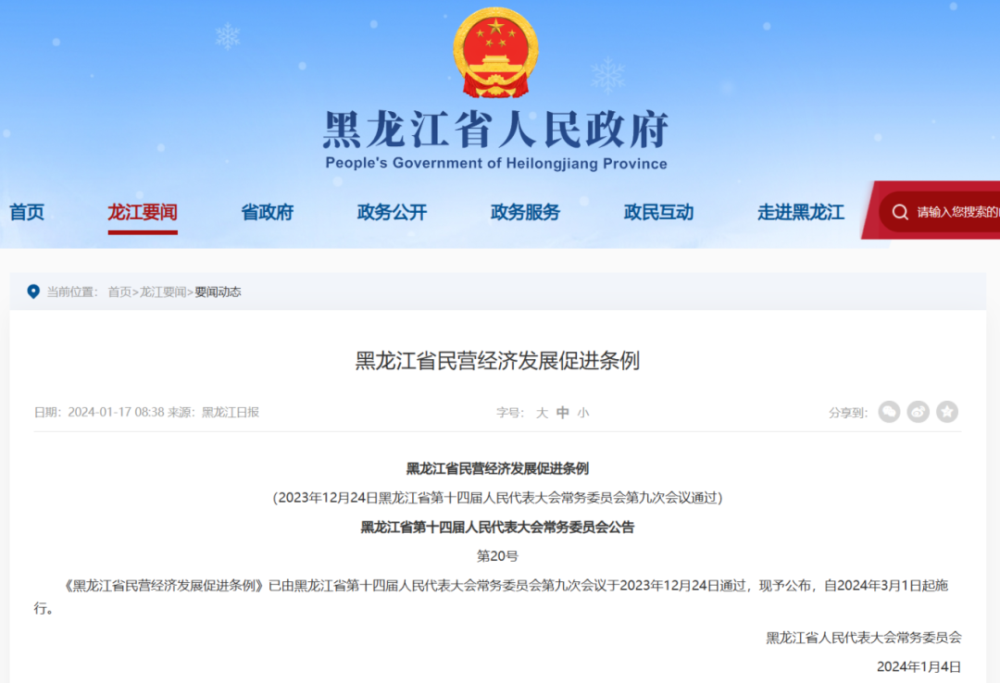 黑龙江省人民政府
People's Government of Heilongjiang Province
首页 龙江要闻 省政府 政务公开 政务服务 政民互动 走进黑龙江 请输入您搜索的
当前位置： 首页>龙江要闻>要闻动态
黑龙江省民营经济发展促进条例
日期：2024-01-17 08:38 来源：黑龙江日报 字号： 大 中 小 分享到：
黑龙江省民营经济发展促进条例
（2023年12月24日黑龙江省第十四届人民代表大会常务委员会第九次会议通过）
黑龙江省第十四届人民代表大会常务委员会公告
第20号
《黑龙江省民营经济发展促进条例》已由黑龙江省第十四届人民代表大会常务委员会第九次会议于2023年12月24日通过，现予公布，自2024年3月1日起施
行。
黑龙江省人民代表大会常务委员会
2024年1月4日